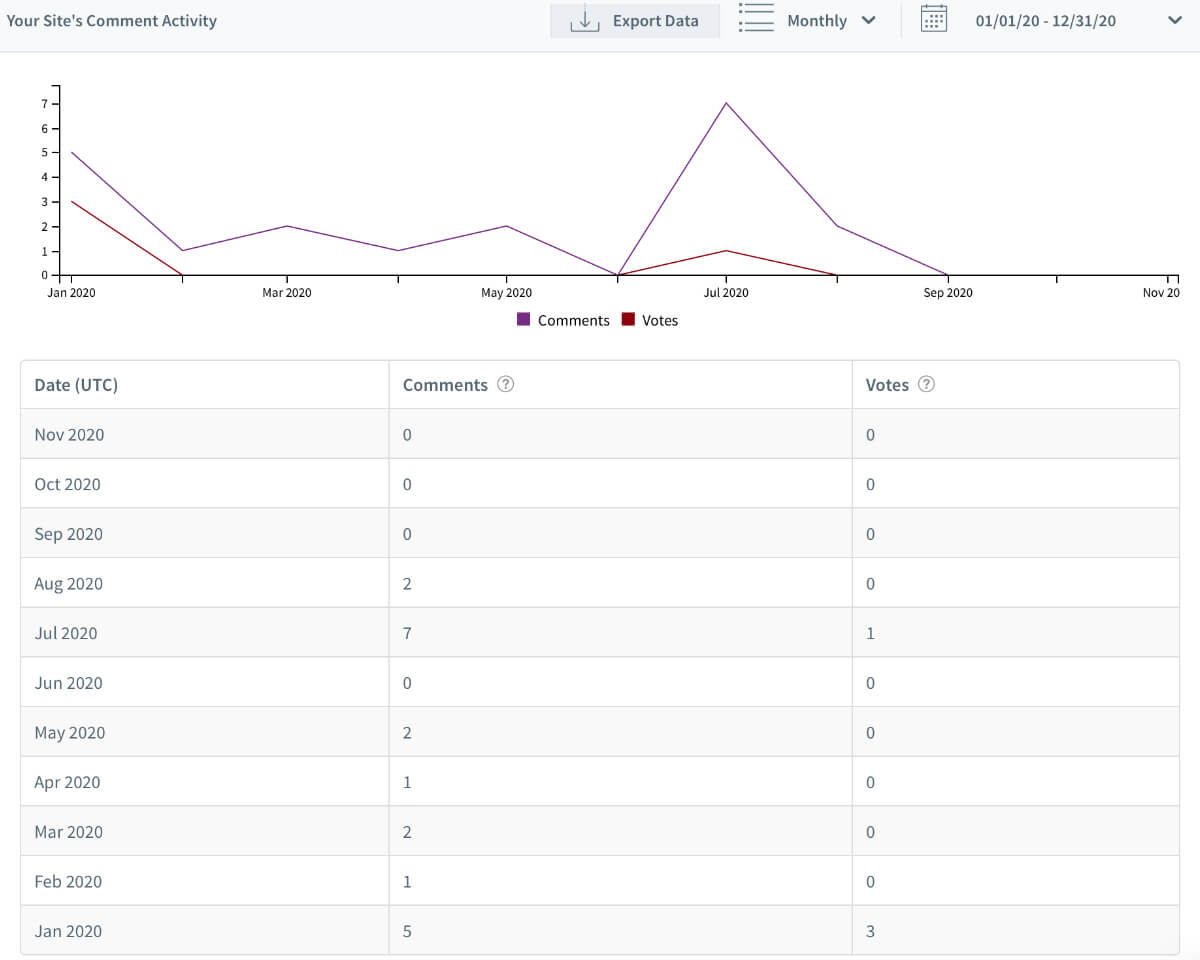 Your Site's Comment Activity Export Data Monthly 01/01/20 - 12/31/20
7
6
5
4
3
2
1
0
Jan 2020 Mar 2020 May 2020 Jul 2020 Sep 2020 Nov 20
Comments Votes
Date (UTC) Comments ? Votes ?
Nov 2020 0 0
Oct 2020 0 0
Sep 2020 0 0
Aug 2020 2 0
Jul 2020 7 1
Jun 2020 0 0
May 2020 2 0
Apr 2020 1 0
Mar 2020 2 0
Feb 2020 1 0
Jan 2020 5 3